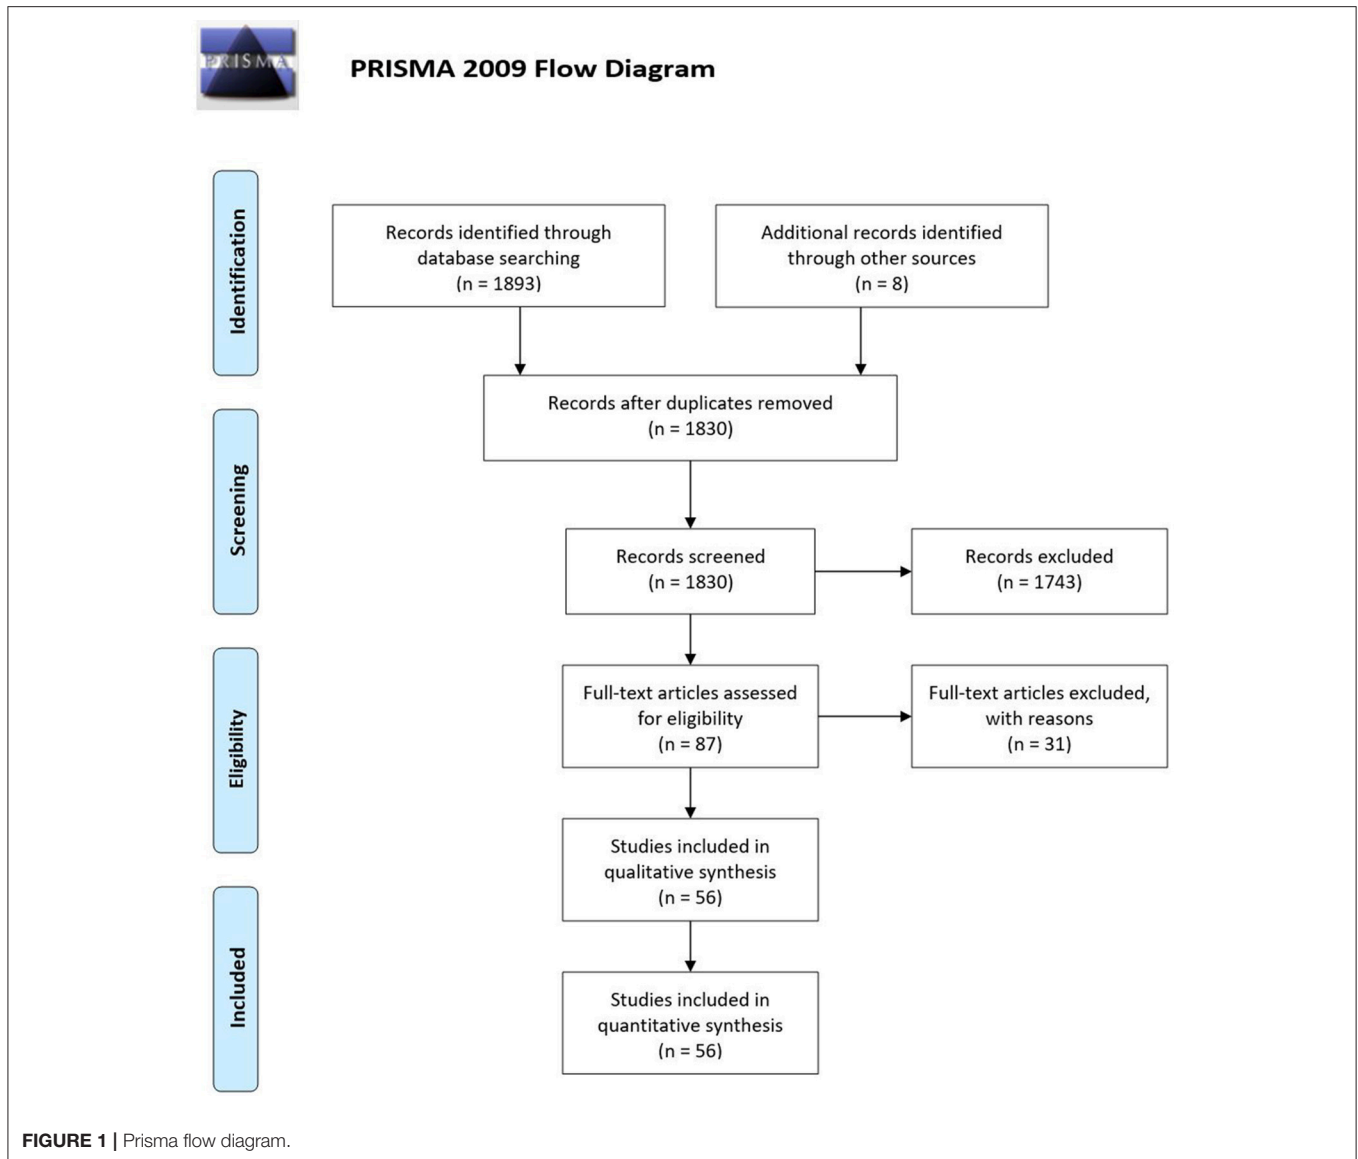 PRISMA
PRISMA 2009 Flow Diagram
Identification
Records identified through
database searching
(n = 1893)
Additional records identified
through other sources
(n = 8)
Records after duplicates removed
(n = 1830)
Screening
Records screened
(n = 1830)
Records excluded
(n = 1743)
Eligibility
Full-text articles assessed
for eligibility
(n = 87)
Full-text articles excluded,
with reasons
(n = 31)
Studies included in
qualitative synthesis
(n = 56)
Included
Studies included in
quantitative synthesis
(n = 56)
FIGURE 1 | Prisma flow diagram.